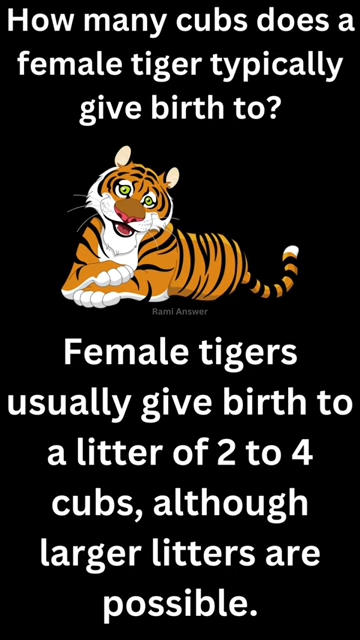 How many cubs does a
female tiger typically
give birth to?
Rami Answer
Female tigers
usually give birth to
a litter of 2 to 4
cubs, although
larger litters are
possible.